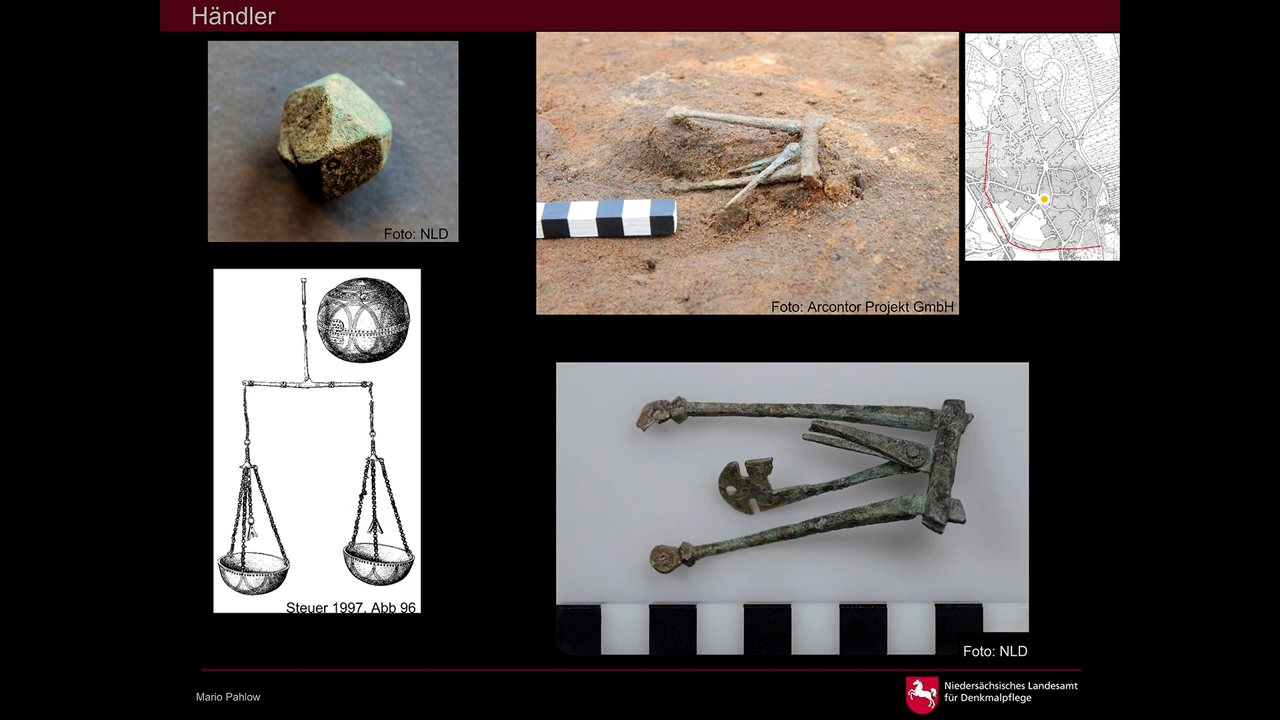 Händler
Foto: NLD
Foto: Arcontor Projekt GmbH
Steuer 1997, Abb 96
Foto: NLD
Mario Pahlow
Niedersächsisches Landesamt
für Denkmalpflege